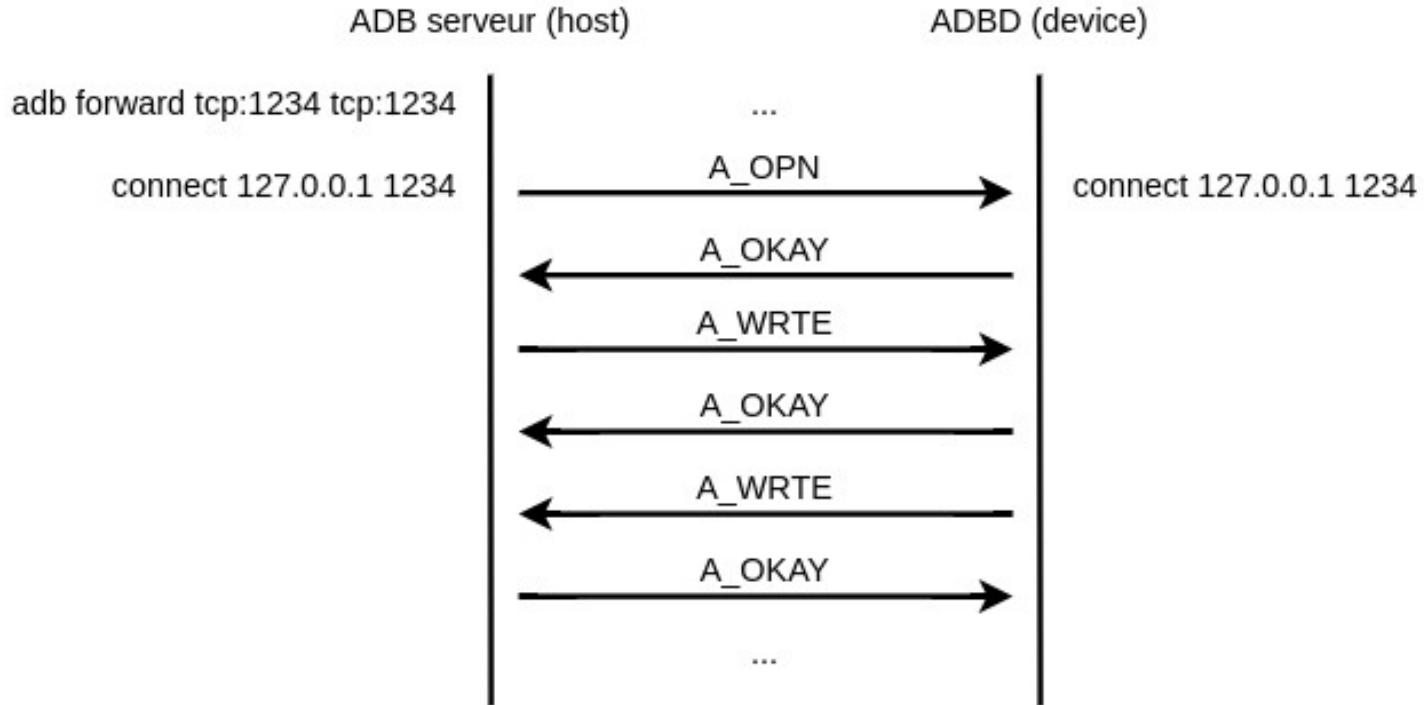 ADB serveur (host) ADBD (device)
adb forward tcp:1234 tcp:1234 ...
A_OPN
connect 127.0.0.1 1234 connect 127.0.0.1 1234
A_OKAY
A_WRTE
A_OKAY
A_WRTE
A_OKAY
...